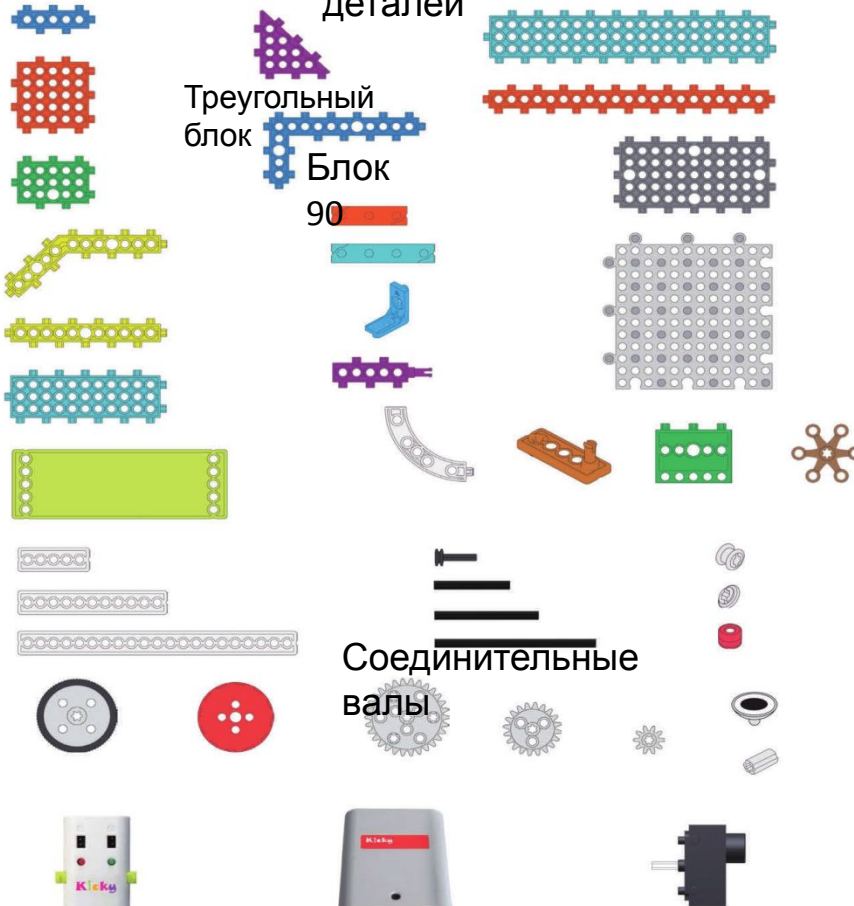 деталей
Треугольный
блок
Блок
90
Соединительные
валы
Kicky
Kicky